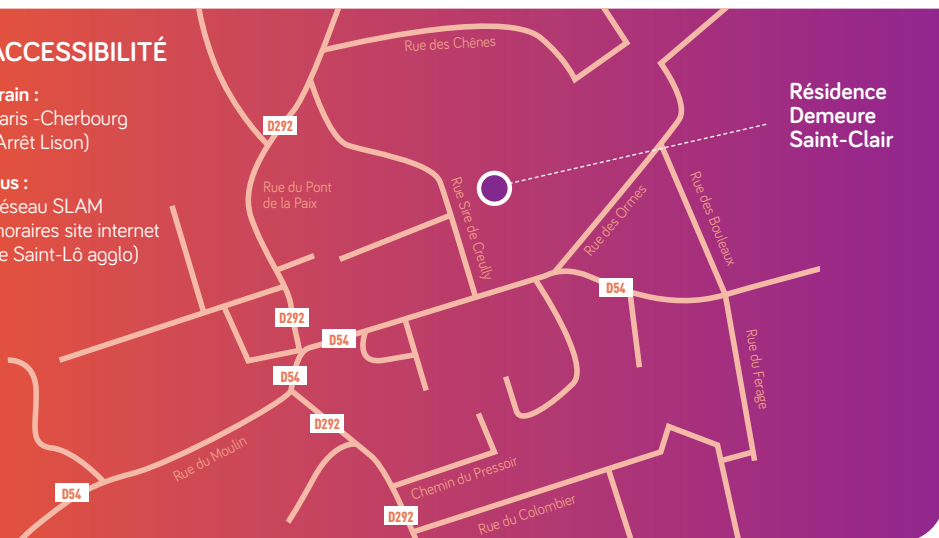 ACCESSIBILITÉ
rain :
aris -Cherbourg
Arrêt Lison)
us :
éseau SLAM
horaires site internet
e Saint-Lô agglo)
Résidence
Demeure
Saint-Clair
Rue des Chênes
D292
Rue du Pont
de la Paix
Rue Sire de Creully
Rue des Ormes
Rue des Bouleaux
D54
D292
D54
D54
Rue du Ferage
D292
Rue du Moulin
Chemin du Pressoir
D54
D292
Rue du Colombier